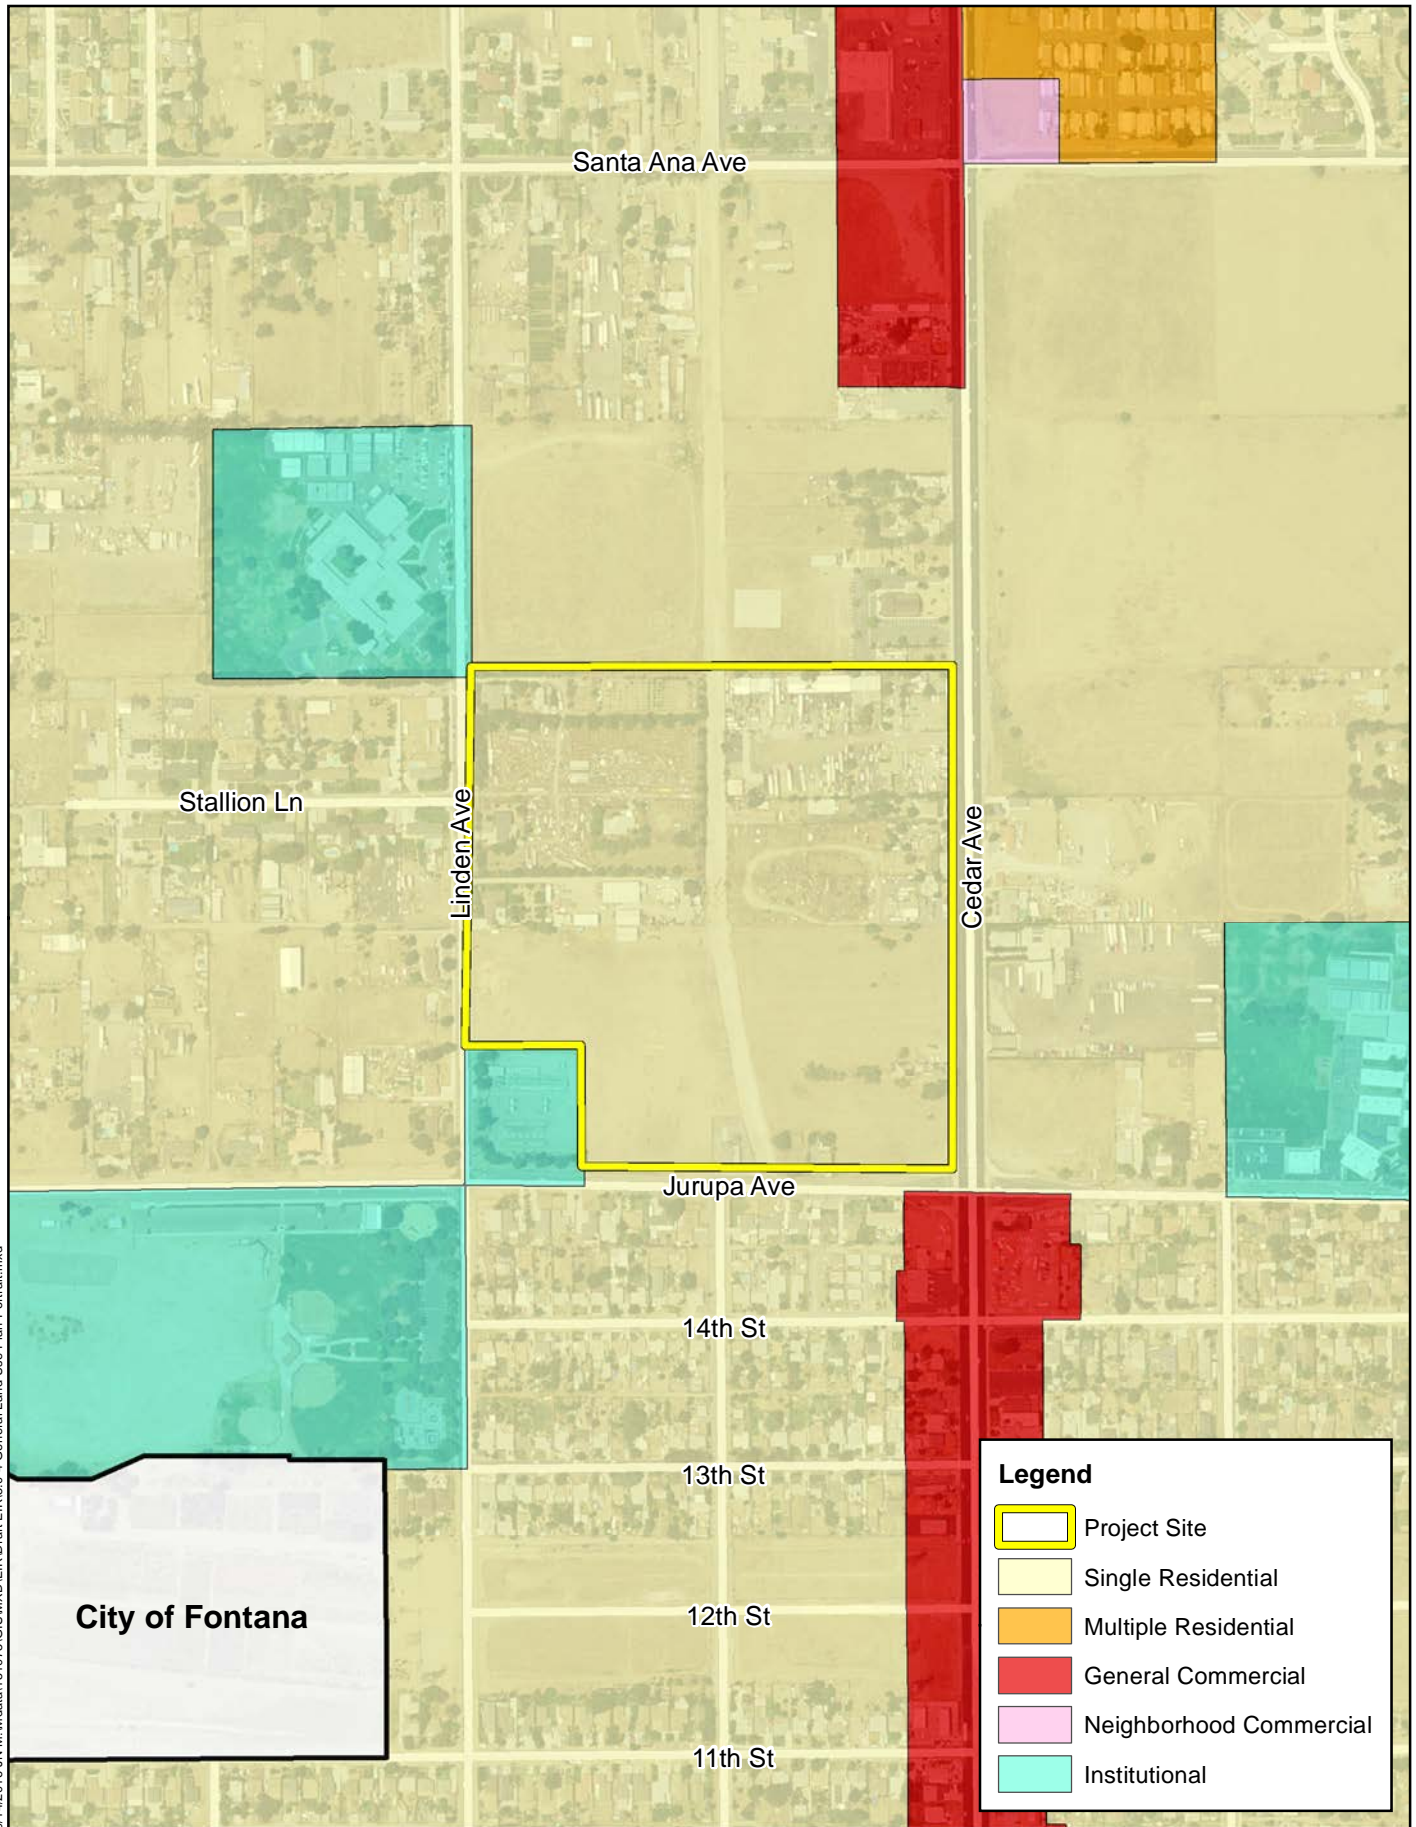 Santa Ana Ave
Stallion Ln
Linden Ave
Cedar Ave
Jurupa Ave
14th St
13th St
12th St
11th St
City of Fontana
Legend
Project Site
Single Residential
Multiple Residential
General Commercial
Neighborhood Commercial
Institutional